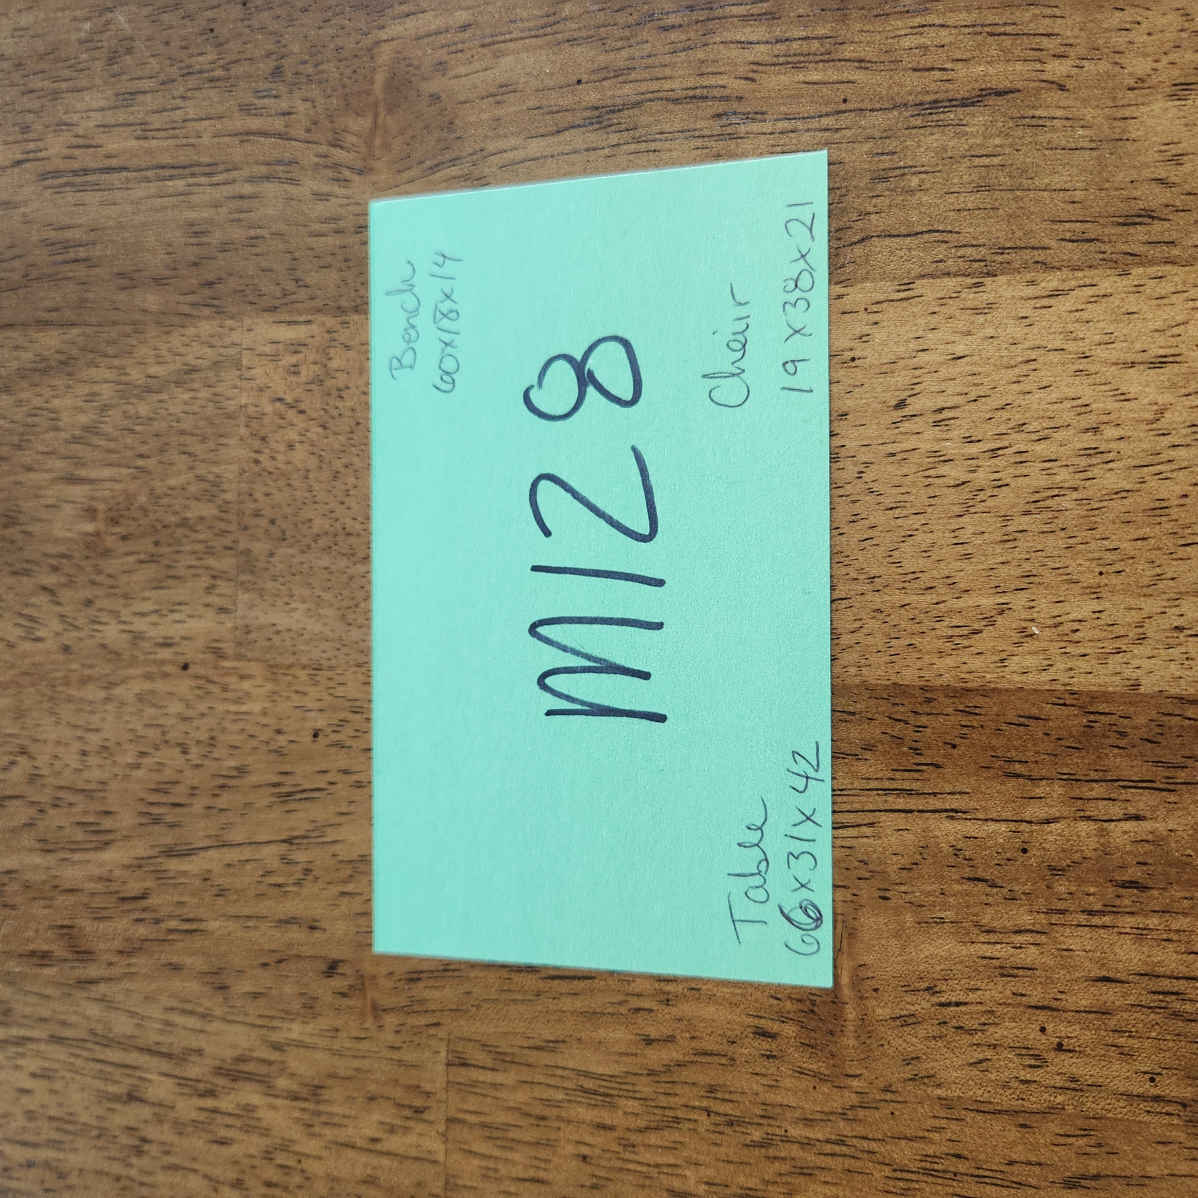 Bench
60x18x14
M128
Chair
19x38x21
Table
66x31x42